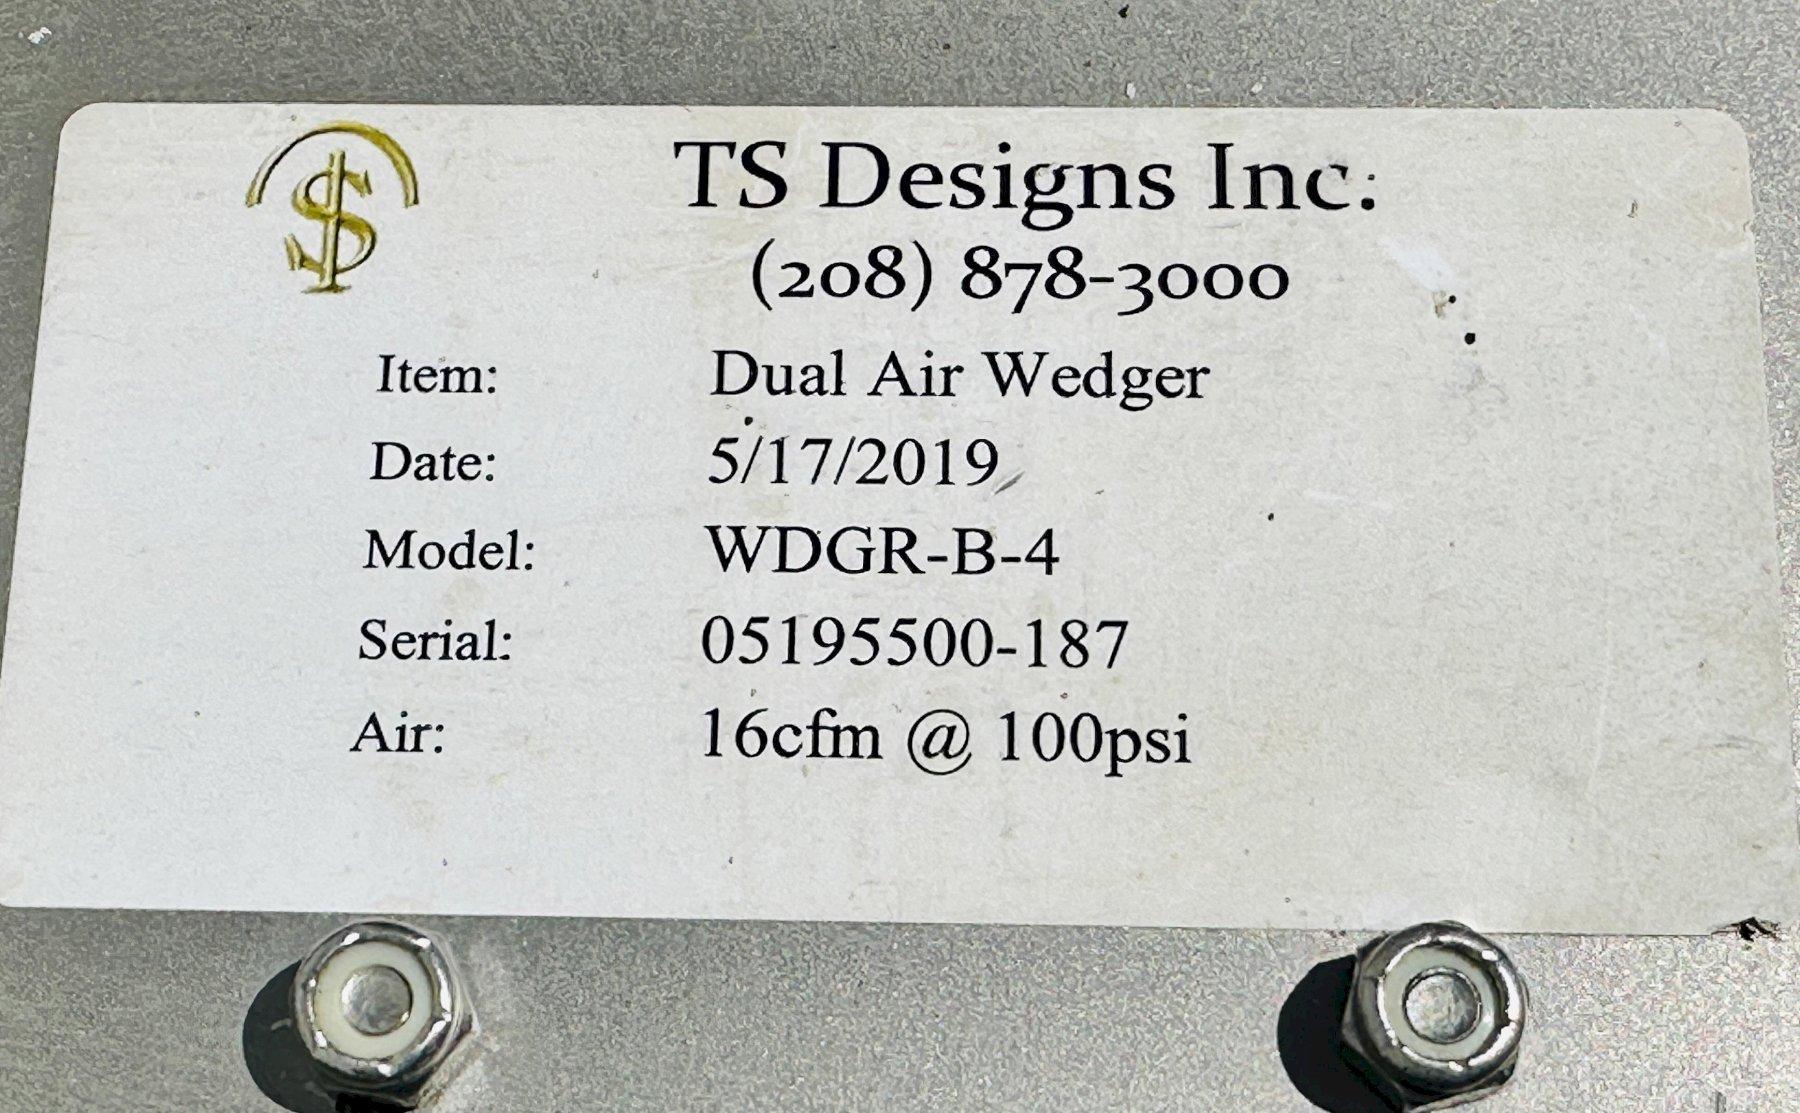 TS Designs Inc.
(208) 878-3000
Item: Dual Air Wedger
Date: 5/17/2019
Model: WDGR-B-4
Serial: 05195500-187
Air: 16cfm @ 100psi